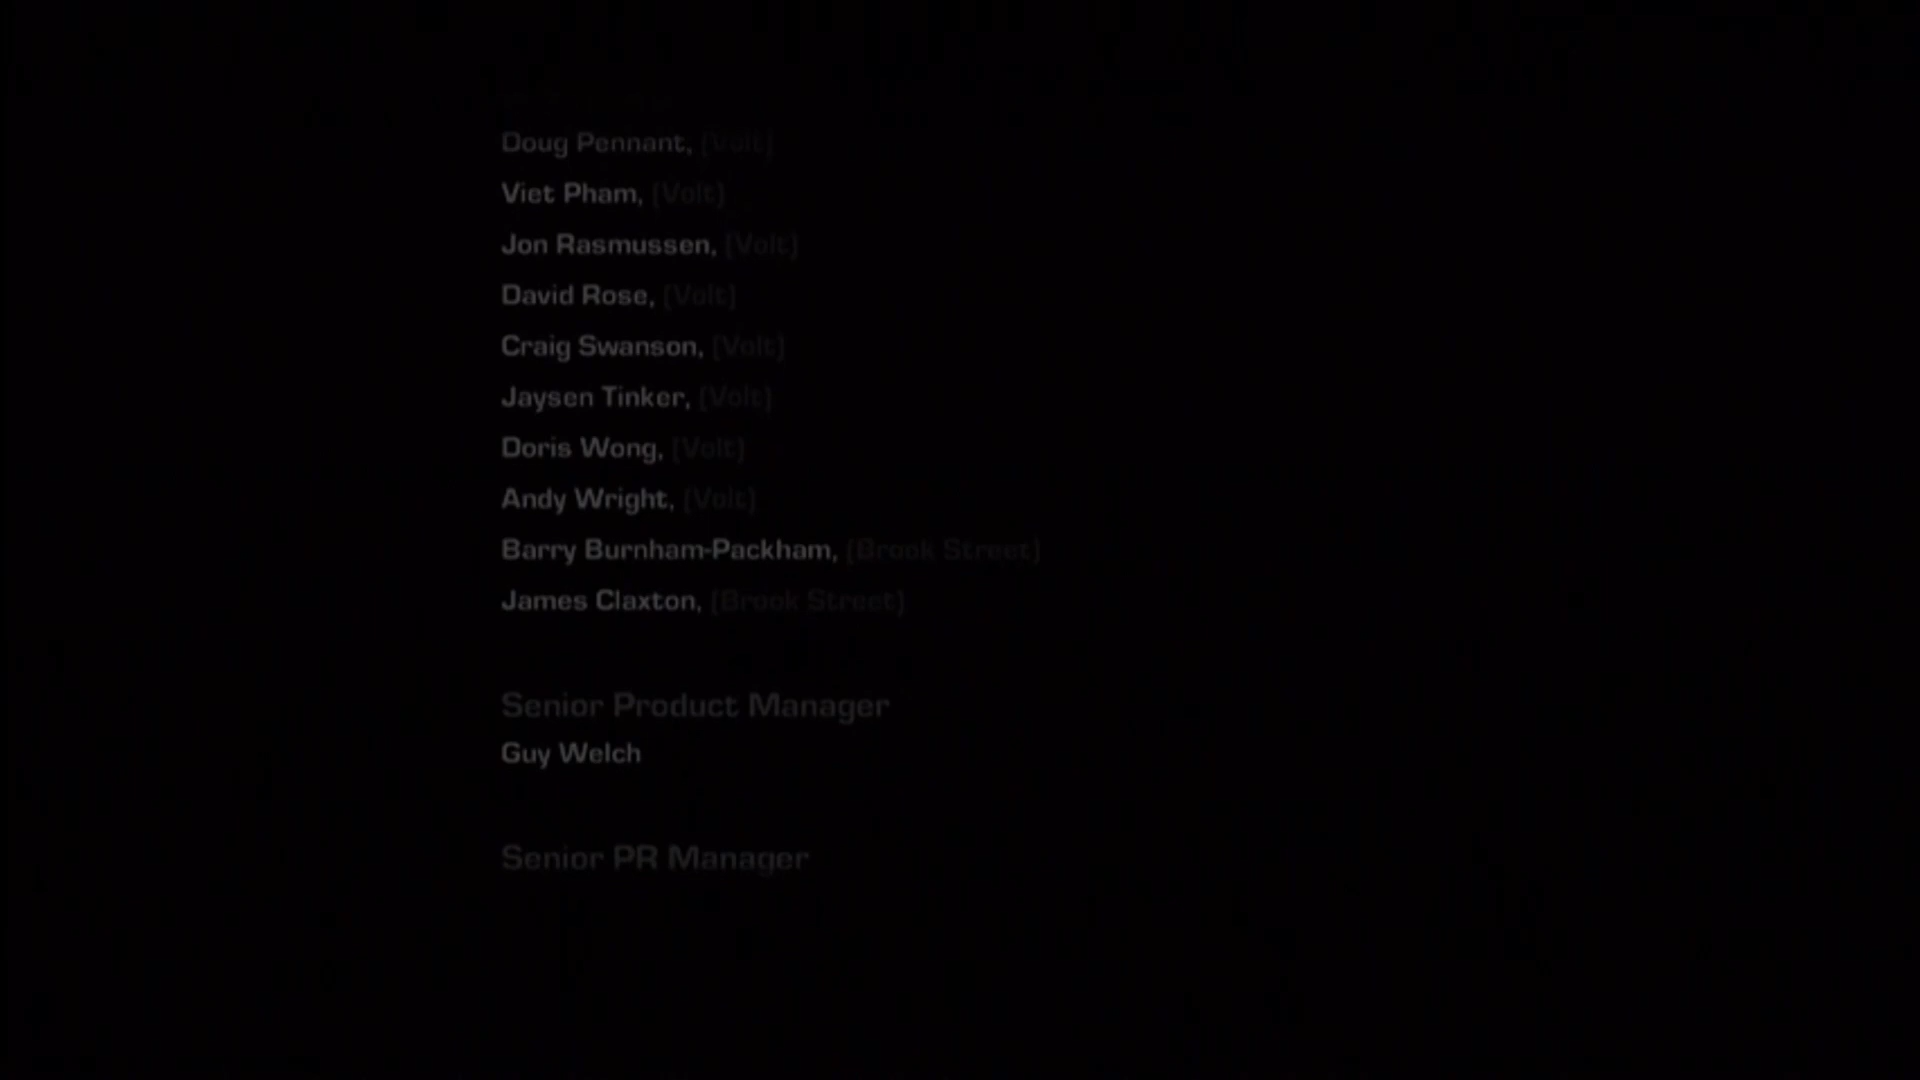 Doug Pennant, (Volt)
Viet Pham, (Volt)
Jon Rasmussen, (Volt)
David Rose, (Volt)
Craig Swanson, (Volt)
Jaysen Tinker, (Volt)
Doris Wong, (Volt)
Andy Wright, (Volt)
Barry Burnham-Packham, (Brook Street)
James Claxton, (Brook Street)
Senior Product Manager
Guy Welch
Senior PR Manager